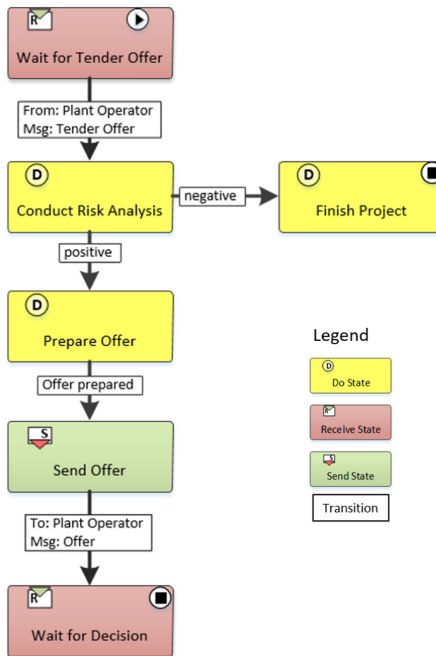 R
Wait for Tender Offer
From: Plant Operator
Msg: Tender Offer
D
Conduct Risk Analysis
negative
D
Finish Project
positive
D
Prepare Offer
Offer prepared
S
Send Offer
To: Plant Operator
Msg: Offer
R
Wait for Decision
Legend
D
Do State
R
Receive State
S
Send State
Transition